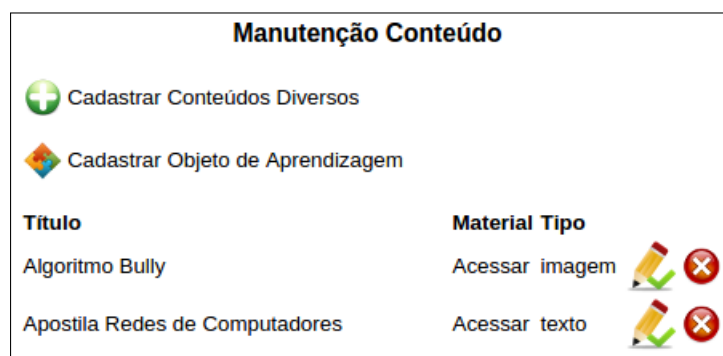 Manutenção Conteúdo
Cadastrar Conteúdos Diversos
Cadastrar Objeto de Aprendizagem
Título Material Tipo
Algoritmo Bully Acessar imagem
Apostila Redes de Computadores Acessar texto